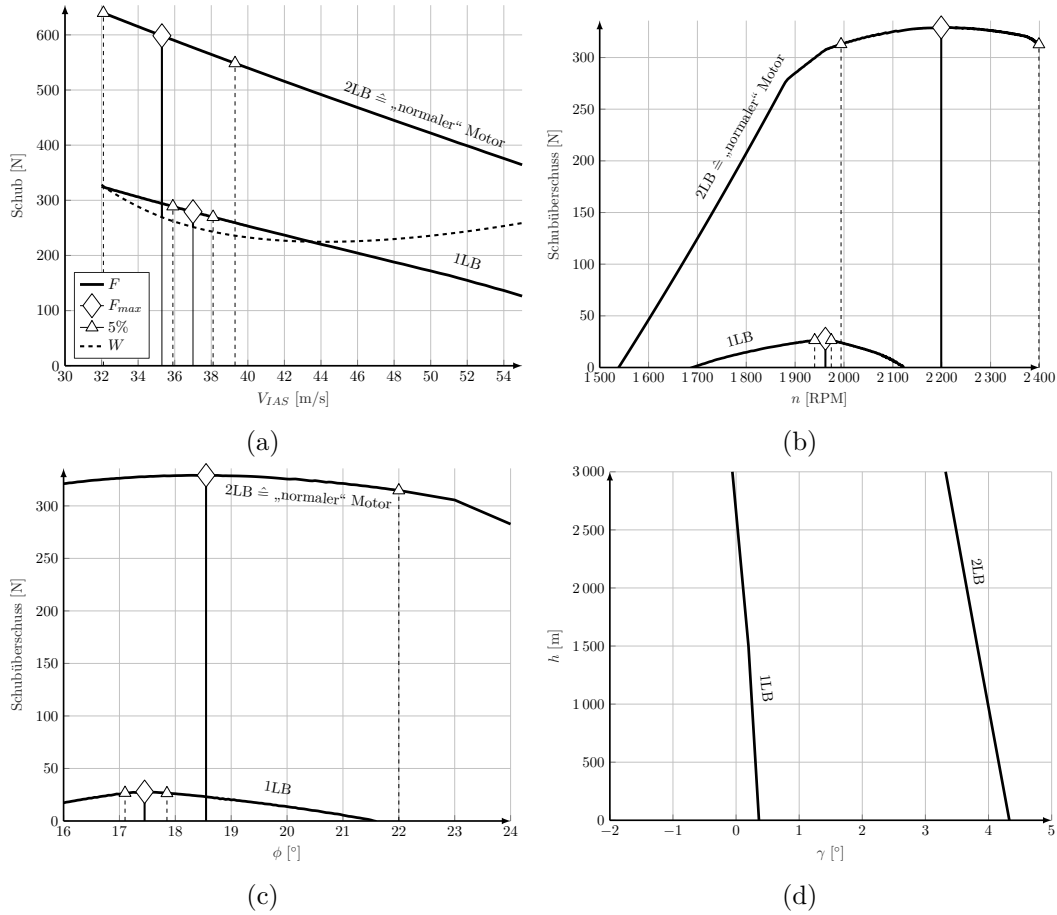 600
500
400
300
200
100
0
Schub [N]
2LB ≙ „normaler“ Motor
1LB
F
F_max
5%
W
30 32 34 36 38 40 42 44 46 48 50 52 54
V_IAS [m/s]
(a)
300
250
200
150
100
50
0
Schubüberschuss [N]
2LB ≙ „normaler“ Motor
1LB
1 500 1 600 1 700 1 800 1 900 2 000 2 100 2 200 2 300 2 400
n [RPM]
(b)
300
250
200
150
100
50
0
Schubüberschuss [N]
2LB ≙ „normaler“ Motor
1LB
16 17 18 19 20 21 22 23 24
ϕ [°]
(c)
3 000
2 500
2 000
1 500
1 000
500
0
h [m]
2LB
1LB
−2 −1 0 1 2 3 4 5
γ [°]
(d)